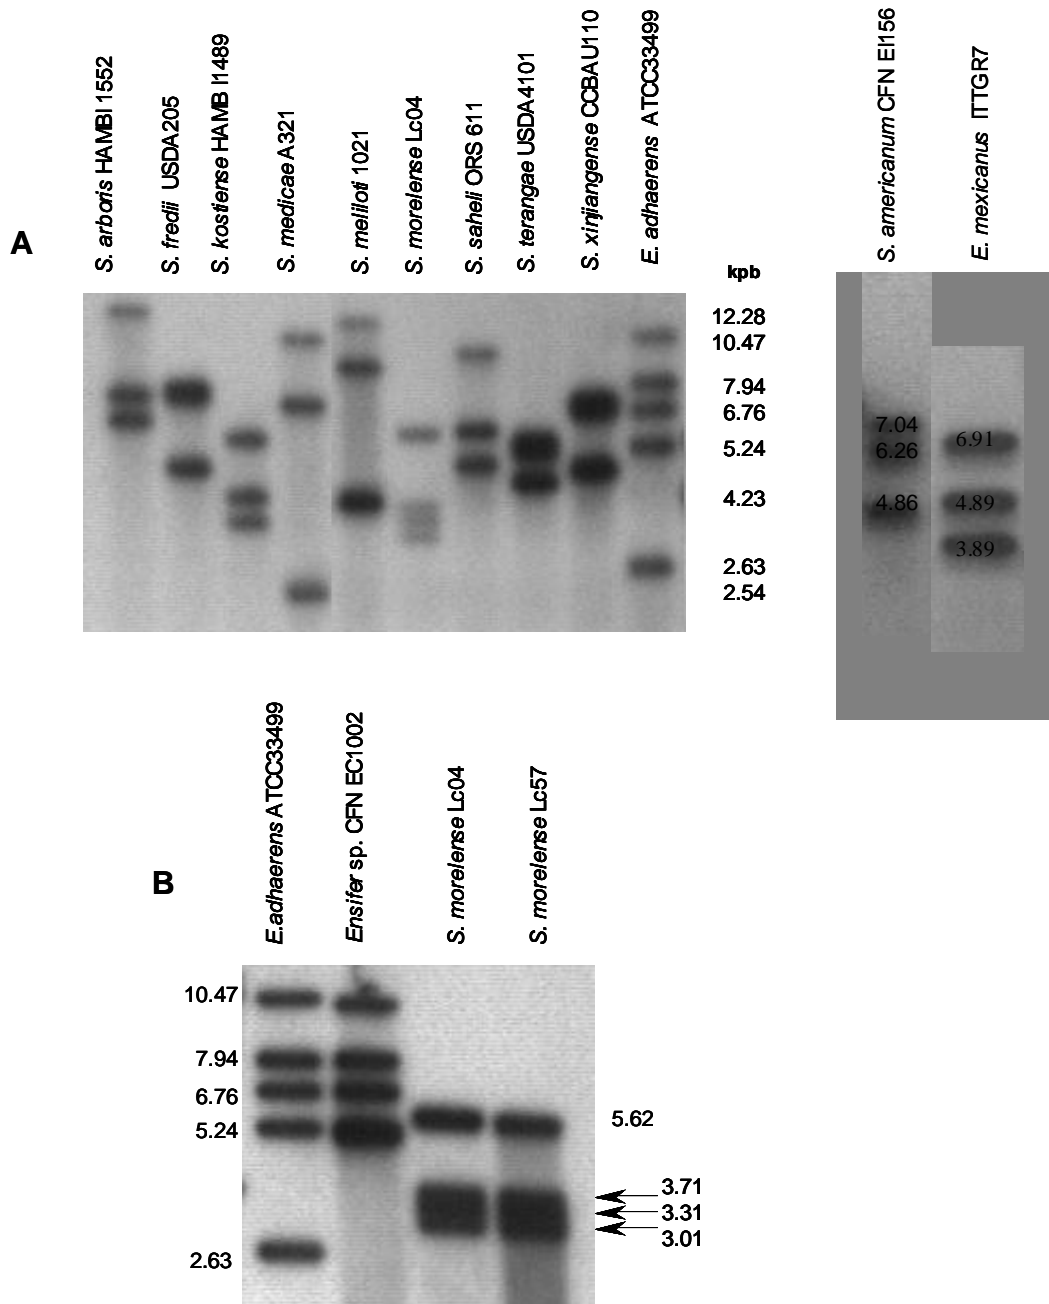 S. arboris HAMBI 1552
S. fredii USDA205
S. kostiense HAMB I1489
S. medicae A321
S. meliloti 1021
S. morelense Lc04
S. saheli ORS 611
S. terangae USDA4101
S. xinjiangense CCBAU110
E. adhaerens ATCC33499
S. americanum CFN EI156
E. mexicanus ITTGR7
A
kpb
12.28
10.47
7.94
6.76
5.24
4.23
2.63
2.54
7.04
6.26
4.86
6.91
4.89
3.89
E.adhaerens ATCC33499
Ensifer sp. CFN EC1002
S. morelense Lc04
S. morelense Lc57
B
10.47
7.94
6.76
5.24
2.63
5.62
3.71
3.31
3.01